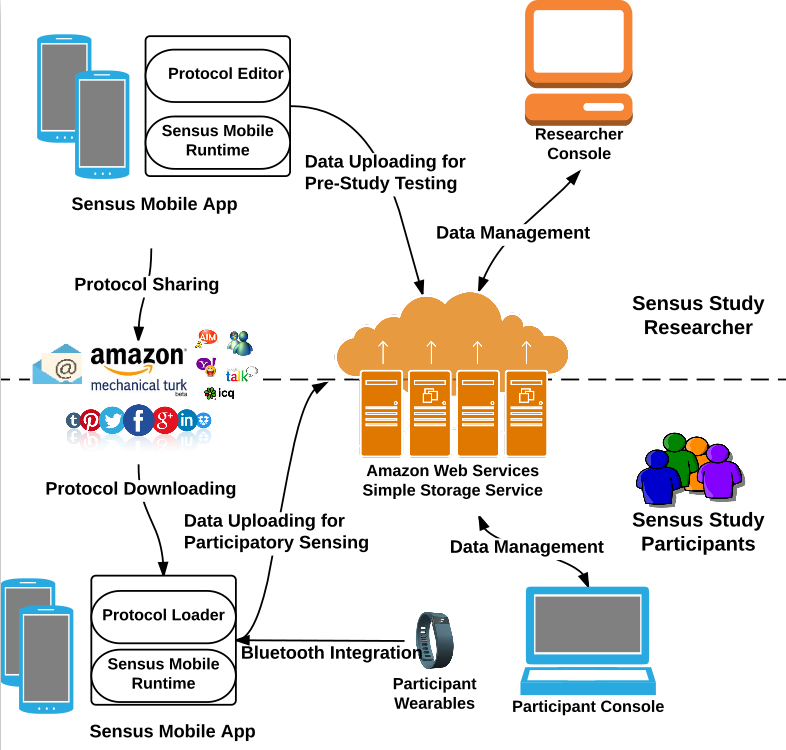 Protocol Editor
Sensus Mobile
Runtime
Sensus Mobile App
Data Uploading for
Pre-Study Testing
Researcher
Console
Data Management
Protocol Sharing
Sensus Study
Researcher
AIM
Y!
talk
icq
@
amazon
mechanical turk
beta
t
f
g+
in
Amazon Web Services
Simple Storage Service
Protocol Downloading
Data Uploading for
Participatory Sensing
Sensus Study
Participants
Data Management
Protocol Loader
Sensus Mobile
Runtime
Sensus Mobile App
Bluetooth Integration
Participant
Wearables
Participant Console